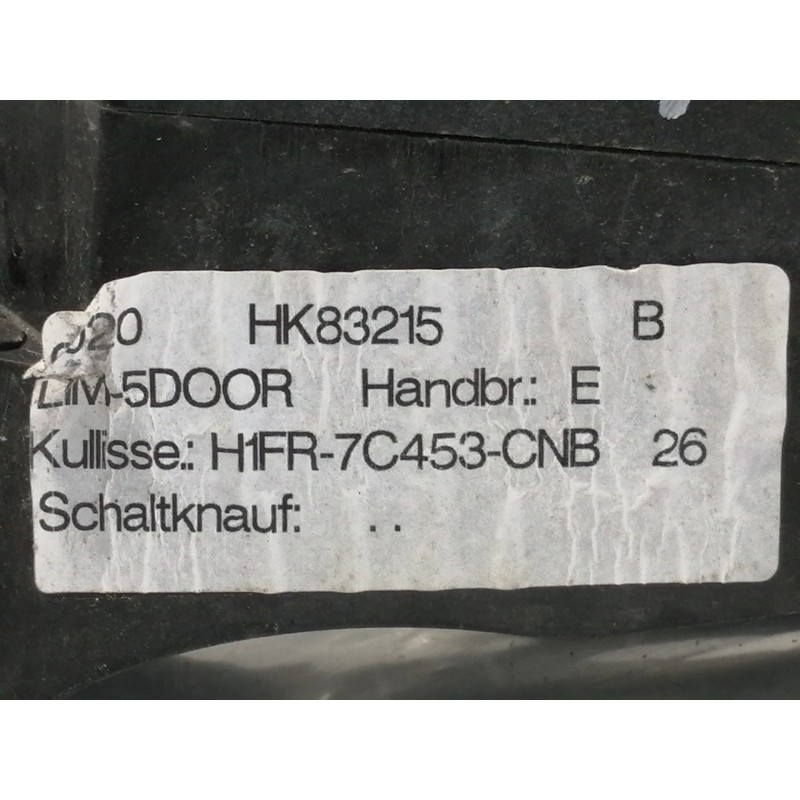 020 HK83215 B
LIM-5DOOR Handbr.: E
Kullisse.: H1FR-7C453-CNB 26
Schaltknauf: . .